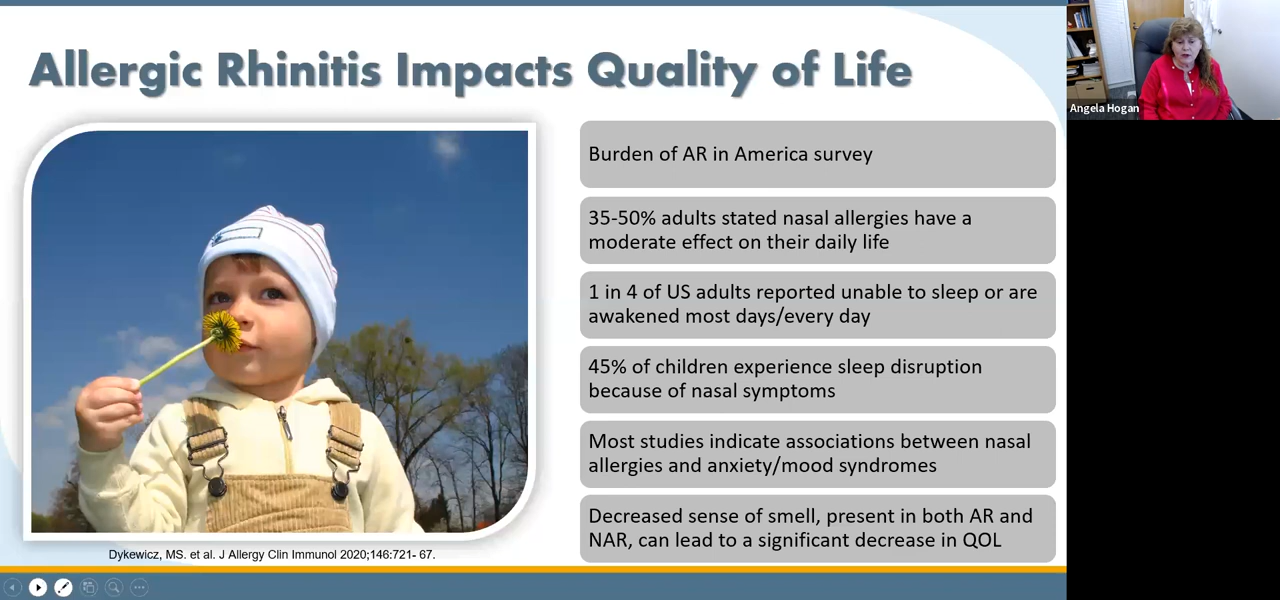 Allergic Rhinitis Impacts Quality of Life
Angela Hogan
Burden of AR in America survey
35-50% adults stated nasal allergies have a
moderate effect on their daily life
1 in 4 of US adults reported unable to sleep or are
awakened most days/every day
45% of children experience sleep disruption
because of nasal symptoms
Most studies indicate associations between nasal
allergies and anxiety/mood syndromes
Decreased sense of smell, present in both AR and
NAR, can lead to a significant decrease in QOL
Dykewicz, MS. et al. J Allergy Clin Immunol 2020;146:721- 67.